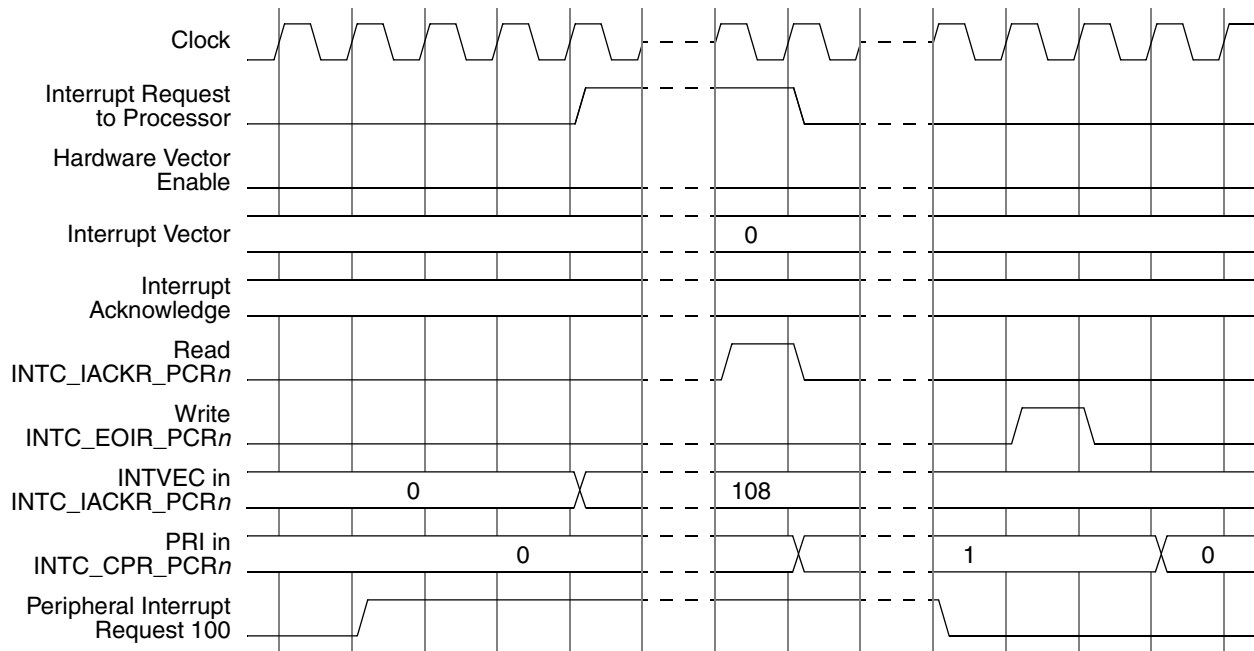 Clock
Interrupt Request
to Processor
Hardware Vector
Enable
Interrupt Vector
0
Interrupt
Acknowledge
Read
INTC_IACKR_PCRn
Write
INTC_EOIR_PCRn
INTVEC in
INTC_IACKR_PCRn
0
108
PRI in
INTC_CPR_PCRn
0
1
0
Peripheral Interrupt
Request 100